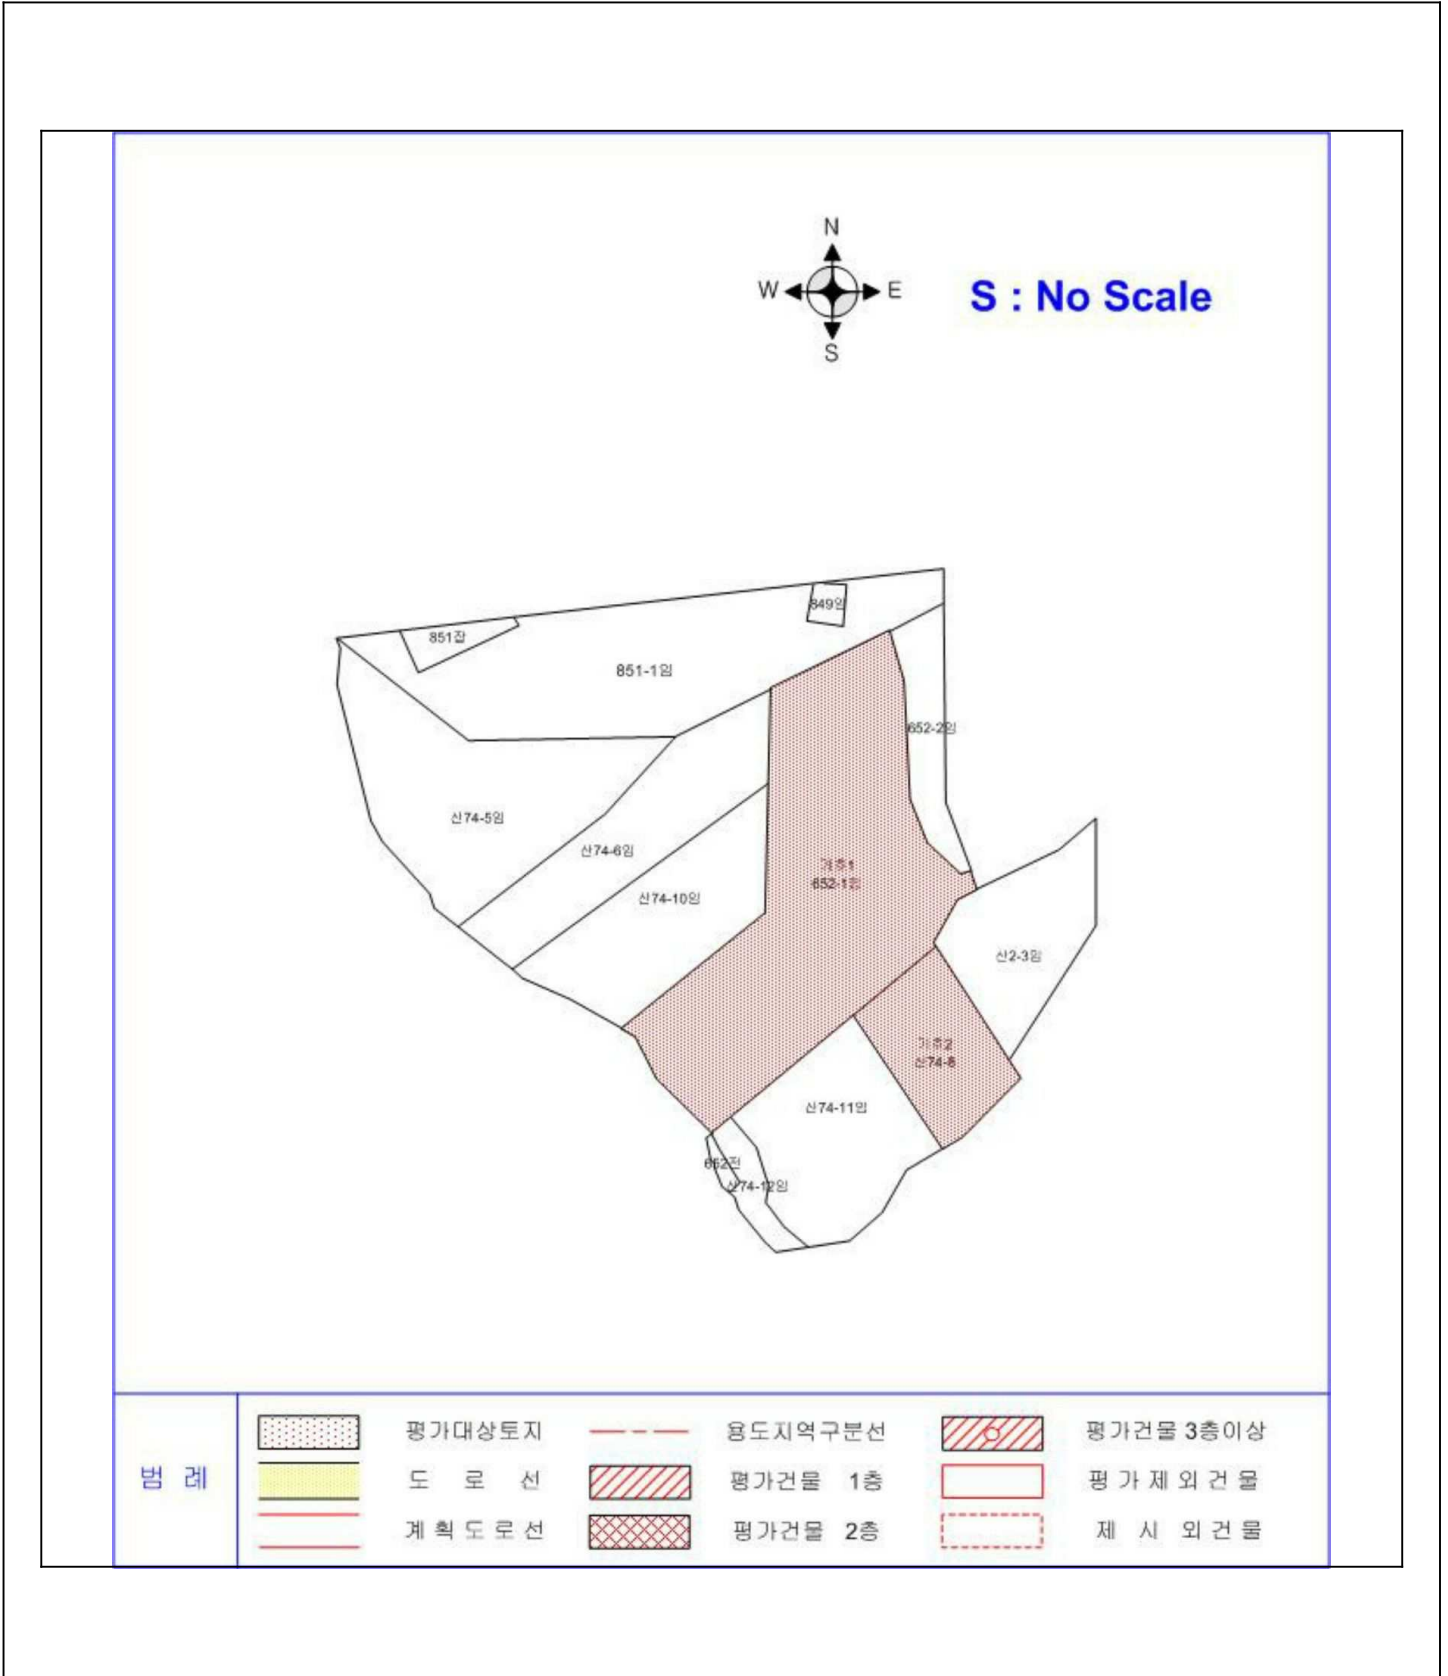 N
W E
S
S : No Scale
849임
851잡
851-1임
652-2임
산74-5임
산74-6임
기호1
652-1임
산74-10임
산2-3임
기호2
산74-8
산74-11임
652전
산74-12임
범 례
평가대상토지
용도지역구분선
평가건물 3층이상
도 로 선
평가건물 1층
평 가 제 외 건 물
계 획 도 로 선
평가건물 2층
제 시 외 건 물